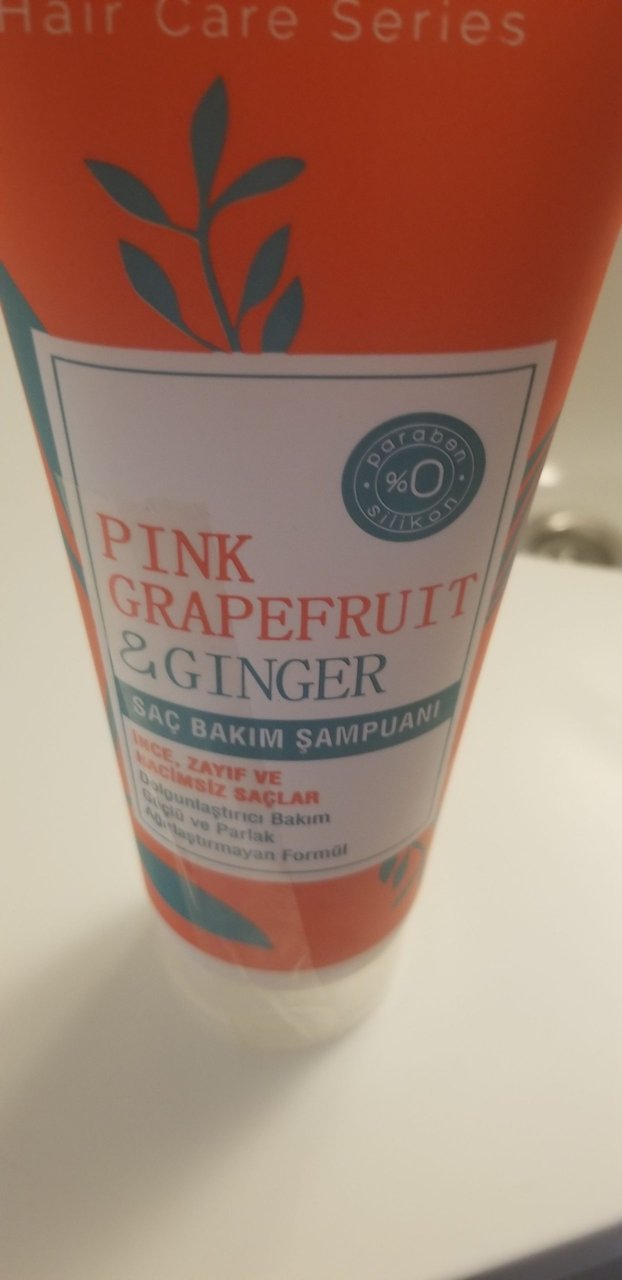 Hair Care Series
paraben
%0
silikon
PINK
GRAPEFRUIT
&GINGER
SAÇ BAKIM ŞAMPUANI
İNCE, ZAYIF VE
HACİMSİZ SAÇLAR
Dolgunlaştırıcı Bakım
Güçlü ve Parlak
Ağırlaştırmayan Formül